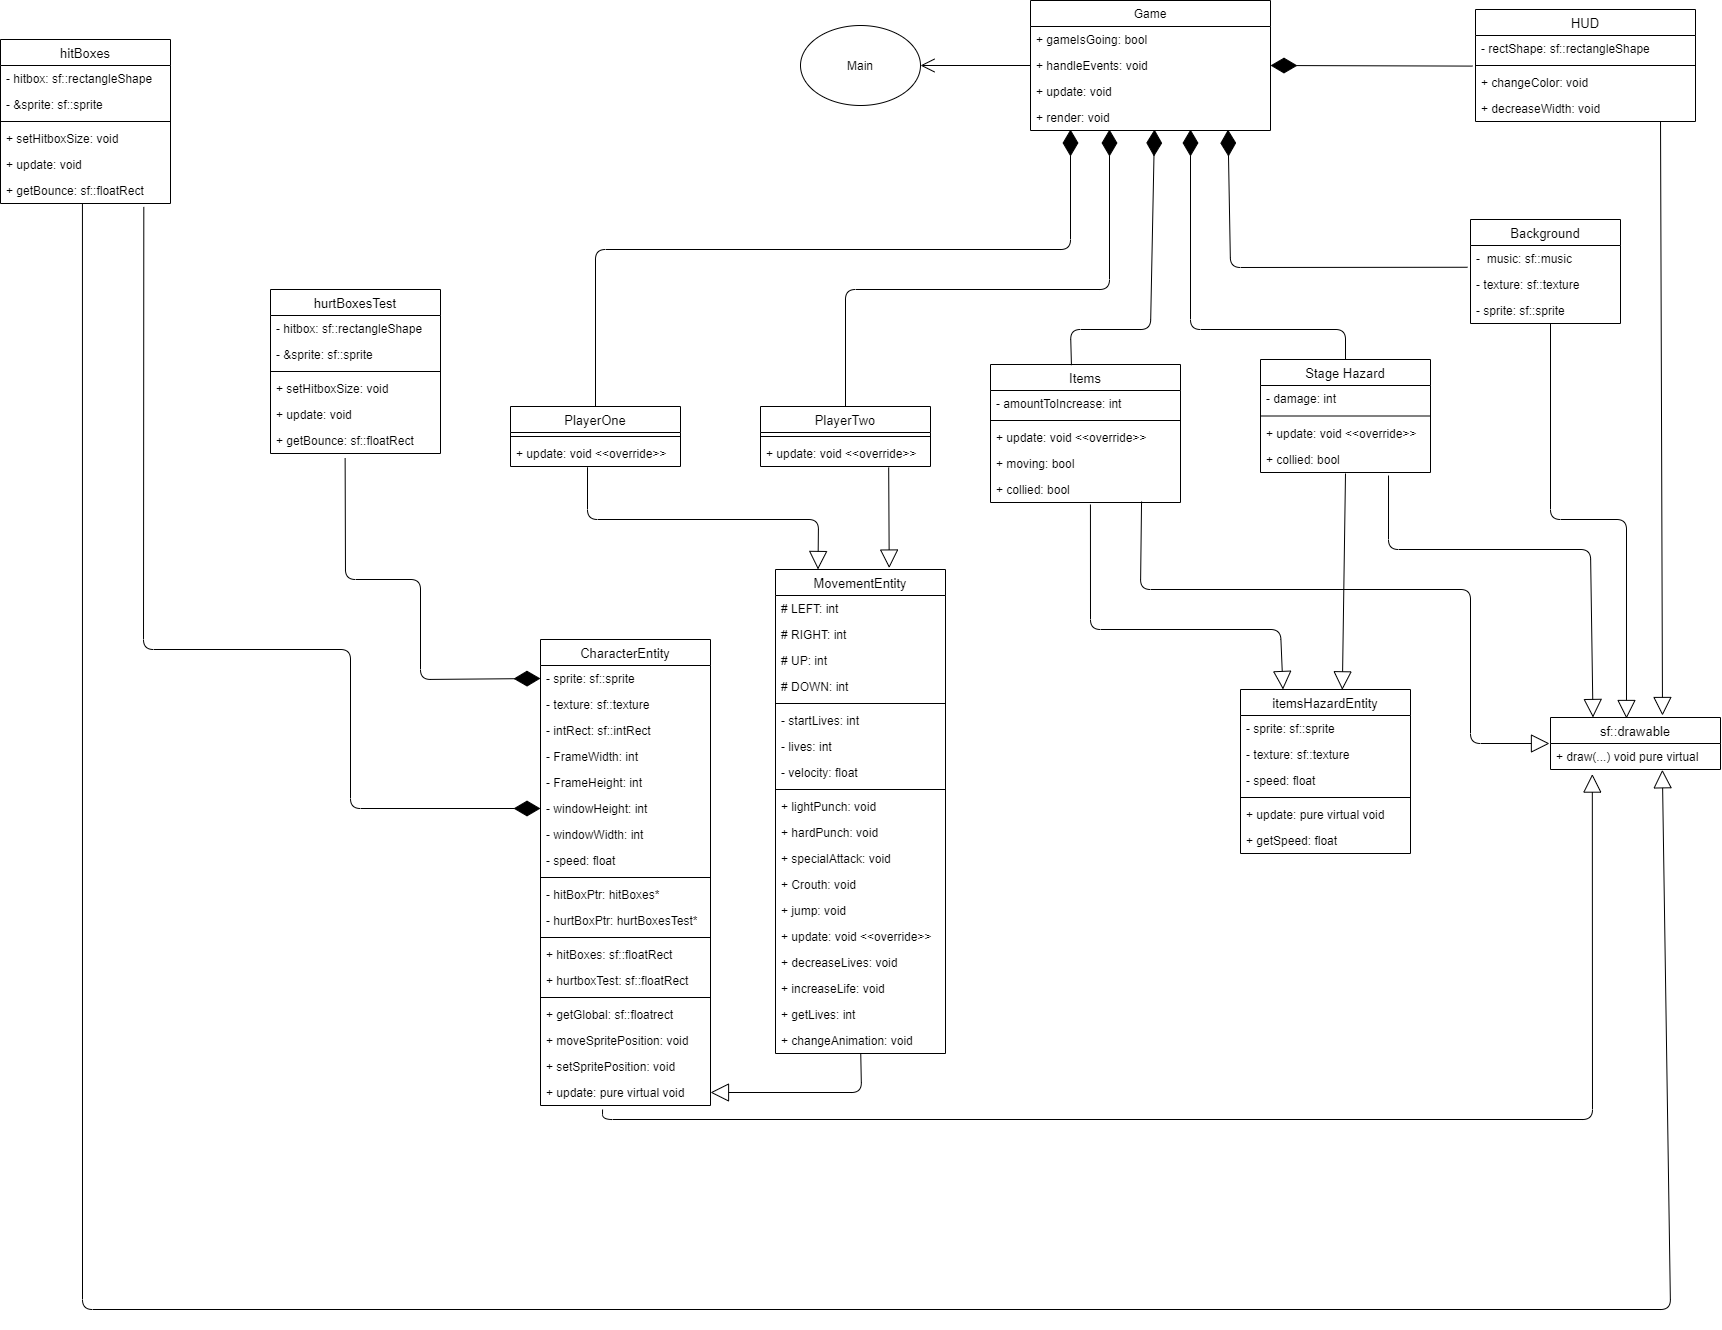 Game
+ gameIsGoing: bool
+ handleEvents: void
+ update: void
+ render: void
Main
HUD
- rectShape: sf::rectangleShape
+ changeColor: void
+ decreaseWidth: void
hitBoxes
- hitbox: sf::rectangleShape
- &sprite: sf::sprite
+ setHitboxSize: void
+ update: void
+ getBounce: sf::floatRect
Background
-  music: sf::music
- texture: sf::texture
- sprite: sf::sprite
hurtBoxesTest
- hitbox: sf::rectangleShape
- &sprite: sf::sprite
+ setHitboxSize: void
+ update: void
+ getBounce: sf::floatRect
PlayerOne
+ update: void <<override>>
PlayerTwo
+ update: void <<override>>
Items
- amountToIncrease: int
+ update: void <<override>>
+ moving: bool
+ collied: bool
Stage Hazard
- damage: int
+ update: void <<override>>
+ collied: bool
MovementEntity
# LEFT: int
# RIGHT: int
# UP: int
# DOWN: int
- startLives: int
- lives: int
- velocity: float
+ lightPunch: void
+ hardPunch: void
+ specialAttack: void
+ Crouth: void
+ jump: void
+ update: void <<override>>
+ decreaseLives: void
+ increaseLife: void
+ getLives: int
+ changeAnimation: void
CharacterEntity
- sprite: sf::sprite
- texture: sf::texture
- intRect: sf::intRect
- FrameWidth: int
- FrameHeight: int
- windowHeight: int
- windowWidth: int
- speed: float
- hitBoxPtr: hitBoxes*
- hurtBoxPtr: hurtBoxesTest*
+ hitBoxes: sf::floatRect
+ hurtboxTest: sf::floatRect
+ getGlobal: sf::floatrect
+ moveSpritePosition: void
+ setSpritePosition: void
+ update: pure virtual void
itemsHazardEntity
- sprite: sf::sprite
- texture: sf::texture
- speed: float
+ update: pure virtual void
+ getSpeed: float
sf::drawable
+ draw(...) void pure virtual